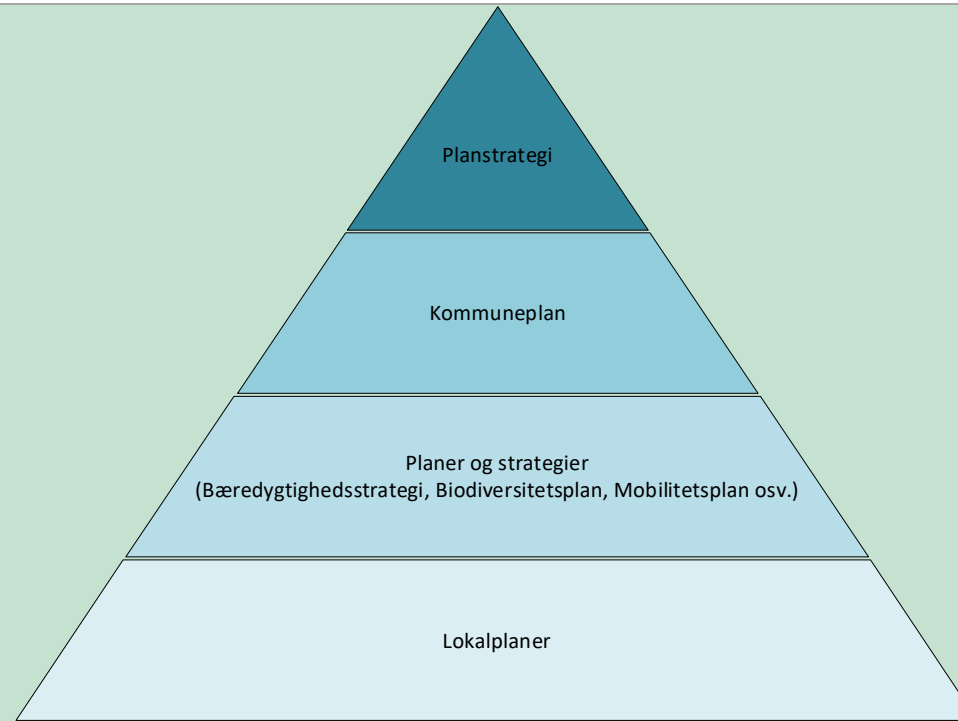 Planstrategi
Kommuneplan
Planer og strategier
(Bæredygtighedsstrategi, Biodiversitetsplan, Mobilitetsplan osv.)
Lokalplaner